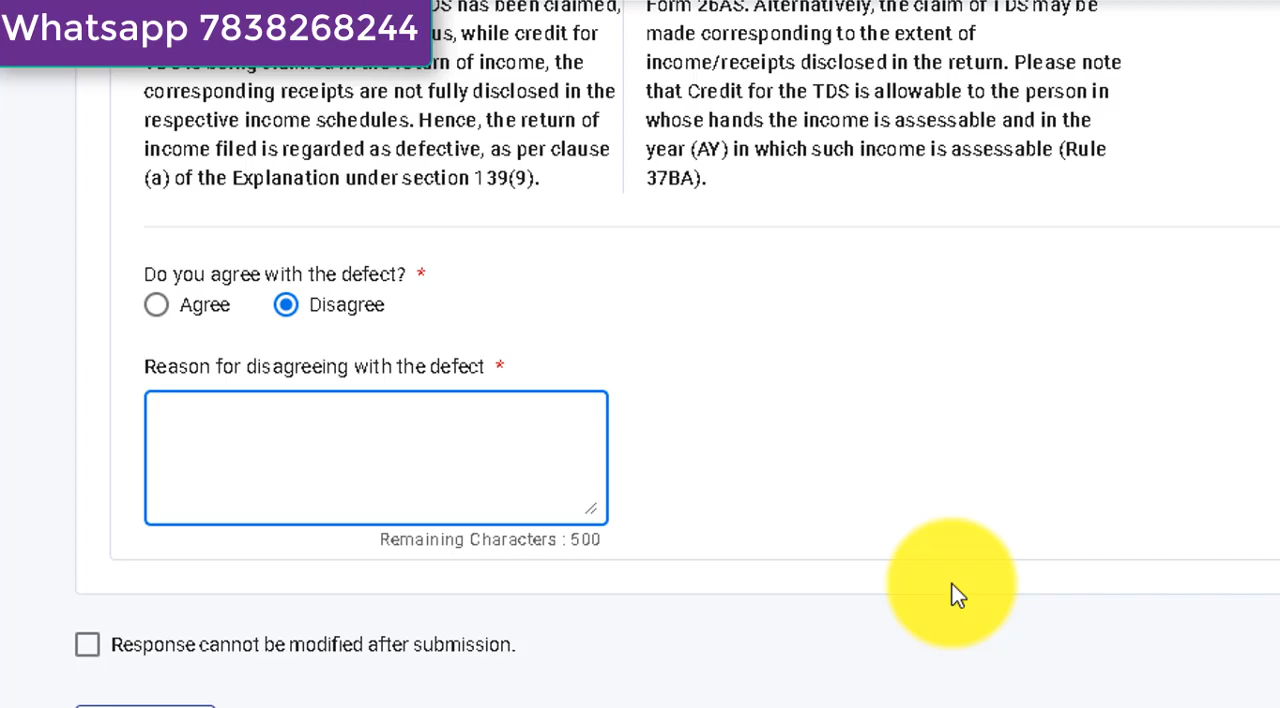 Whatsapp 7838268244
DS has been claimed,
us, while credit for
rn of income, the
corresponding receipts are not fully disclosed in the
respective income schedules. Hence, the return of
income filed is regarded as defective, as per clause
(a) of the Explanation under section 139(9).
Form 26AS. Alternatively, the claim of TDS may be
made corresponding to the extent of
income/receipts disclosed in the return. Please note
that Credit for the TDS is allowable to the person in
whose hands the income is assessable and in the
year (AY) in which such income is assessable (Rule
37BA).
Do you agree with the defect? *
Agree Disagree
Reason for disagreeing with the defect *
Remaining Characters : 500
Response cannot be modified after submission.